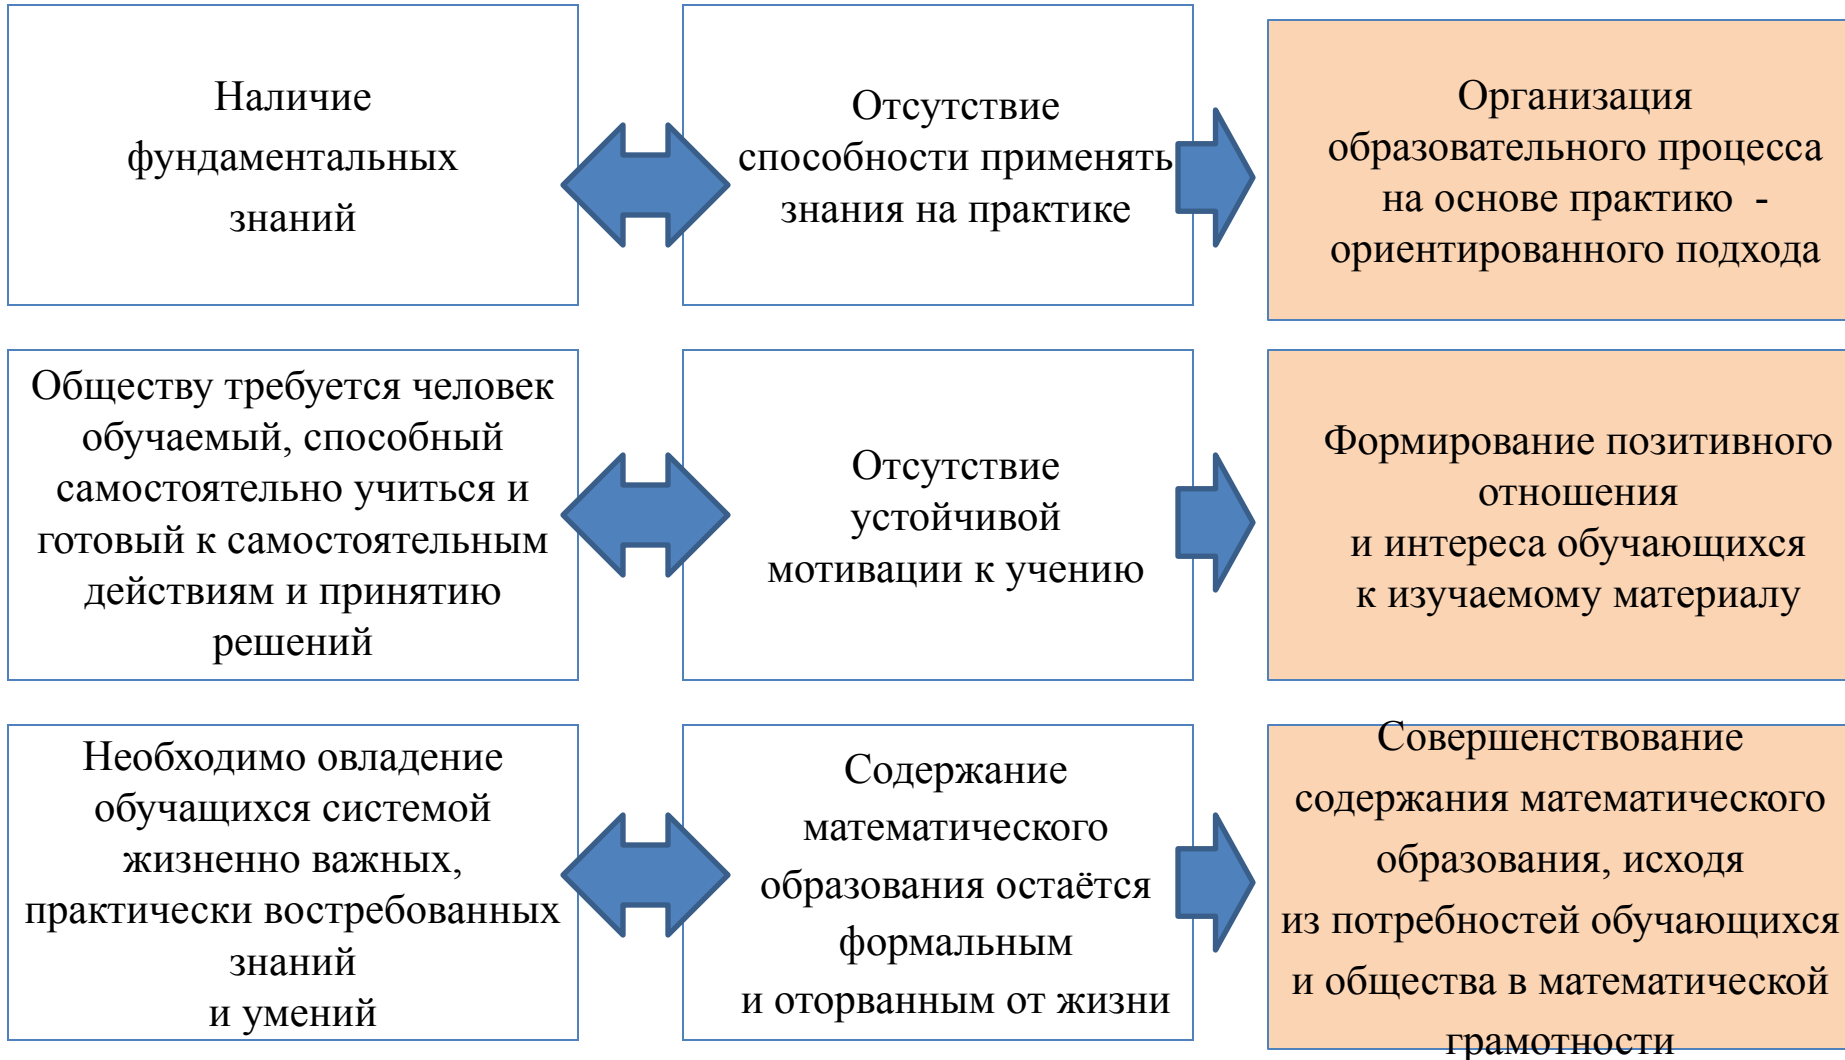 Наличие
фундаментальных
знаний
Отсутствие
способности применять
знания на практике
Организация
образовательного процесса
на основе практико  -
ориентированного подхода
Обществу требуется человек
обучаемый, способный
самостоятельно учиться и
готовый к самостоятельным
действиям и принятию
решений
Отсутствие
устойчивой
мотивации к учению
Формирование позитивного
отношения
и интереса обучающихся
к изучаемому материалу
Необходимо овладение
обучащихся системой
жизненно важных,
практически востребованных
знаний
и умений
Содержание
математического
образования остаётся
формальным
и оторванным от жизни
Совершенствование
содержания математического
образования, исходя
из потребностей обучающихся
и общества в математической
грамотности